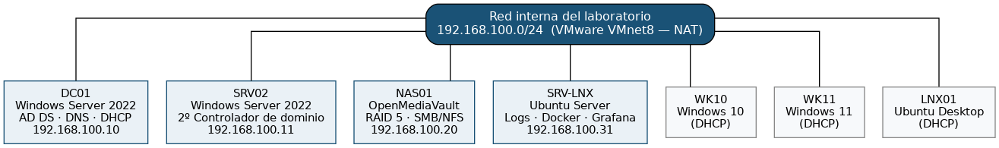 Red interna del laboratorio
192.168.100.0/24 (VMware VMnet8 — NAT)
DC01
Windows Server 2022
AD DS · DNS · DHCP
192.168.100.10
SRV02
Windows Server 2022
2º Controlador de dominio
192.168.100.11
NAS01
OpenMediaVault
RAID 5 · SMB/NFS
192.168.100.20
SRV-LNX
Ubuntu Server
Logs · Docker · Grafana
192.168.100.31
WK10
Windows 10
(DHCP)
WK11
Windows 11
(DHCP)
LNX01
Ubuntu Desktop
(DHCP)